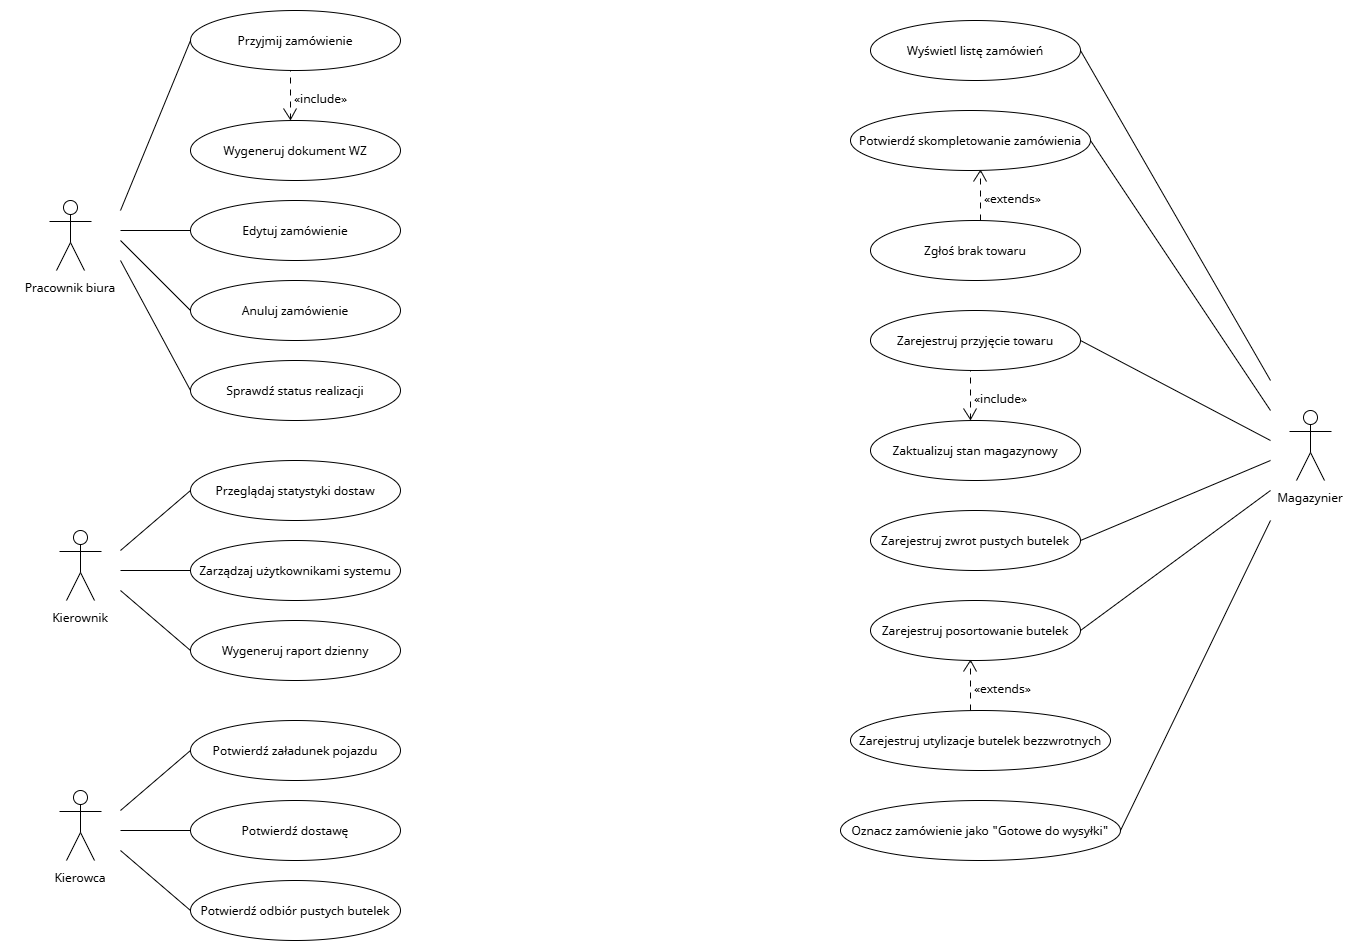 Przyjmij zamówienie
«include»
Wygeneruj dokument WZ
Edytuj zamówienie
Pracownik biura
Anuluj zamówienie
Sprawdź status realizacji
Przeglądaj statystyki dostaw
Zarządzaj użytkownikami systemu
Kierownik
Wygeneruj raport dzienny
Potwierdź załadunek pojazdu
Potwierdź dostawę
Kierowca
Potwierdź odbiór pustych butelek
Wyświetl listę zamówień
Potwierdź skompletowanie zamówienia
«extends»
Zgłoś brak towaru
Zarejestruj przyjęcie towaru
«include»
Zaktualizuj stan magazynowy
Magazynier
Zarejestruj zwrot pustych butelek
Zarejestruj posortowanie butelek
«extends»
Zarejestruj utylizacje butelek bezzwrotnych
Oznacz zamówienie jako "Gotowe do wysyłki"